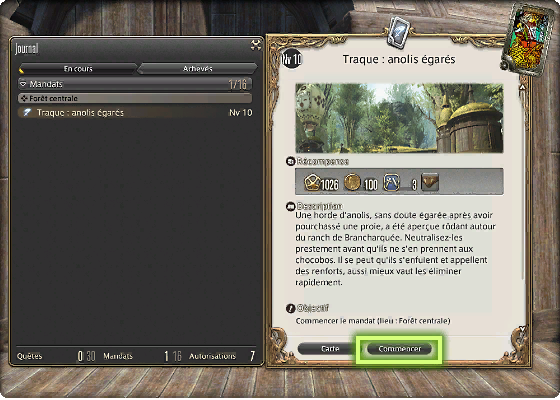 Journal
En cours
Achevés
Mandats 1/16
Forêt centrale
Traque : anolis égarés Nv 10
Quêtes 0 30 Mandats 1 16 Autorisations 7
Nv 10
Traque : anolis égarés
Récompense
1026 100 3
Description
Une horde d'anolis, sans doute égarée après avoir
pourchassé une proie, a été aperçue rôdant autour
du ranch de Brancharquée. Neutralisez-les
prestement avant qu'ils ne s'en prennent aux
chocobos. Il se peut qu'ils s'enfuient et appellent
des renforts, aussi mieux vaut les éliminer
rapidement.
Objectif
Commencer le mandat (lieu : Forêt centrale)
Carte
Commencer